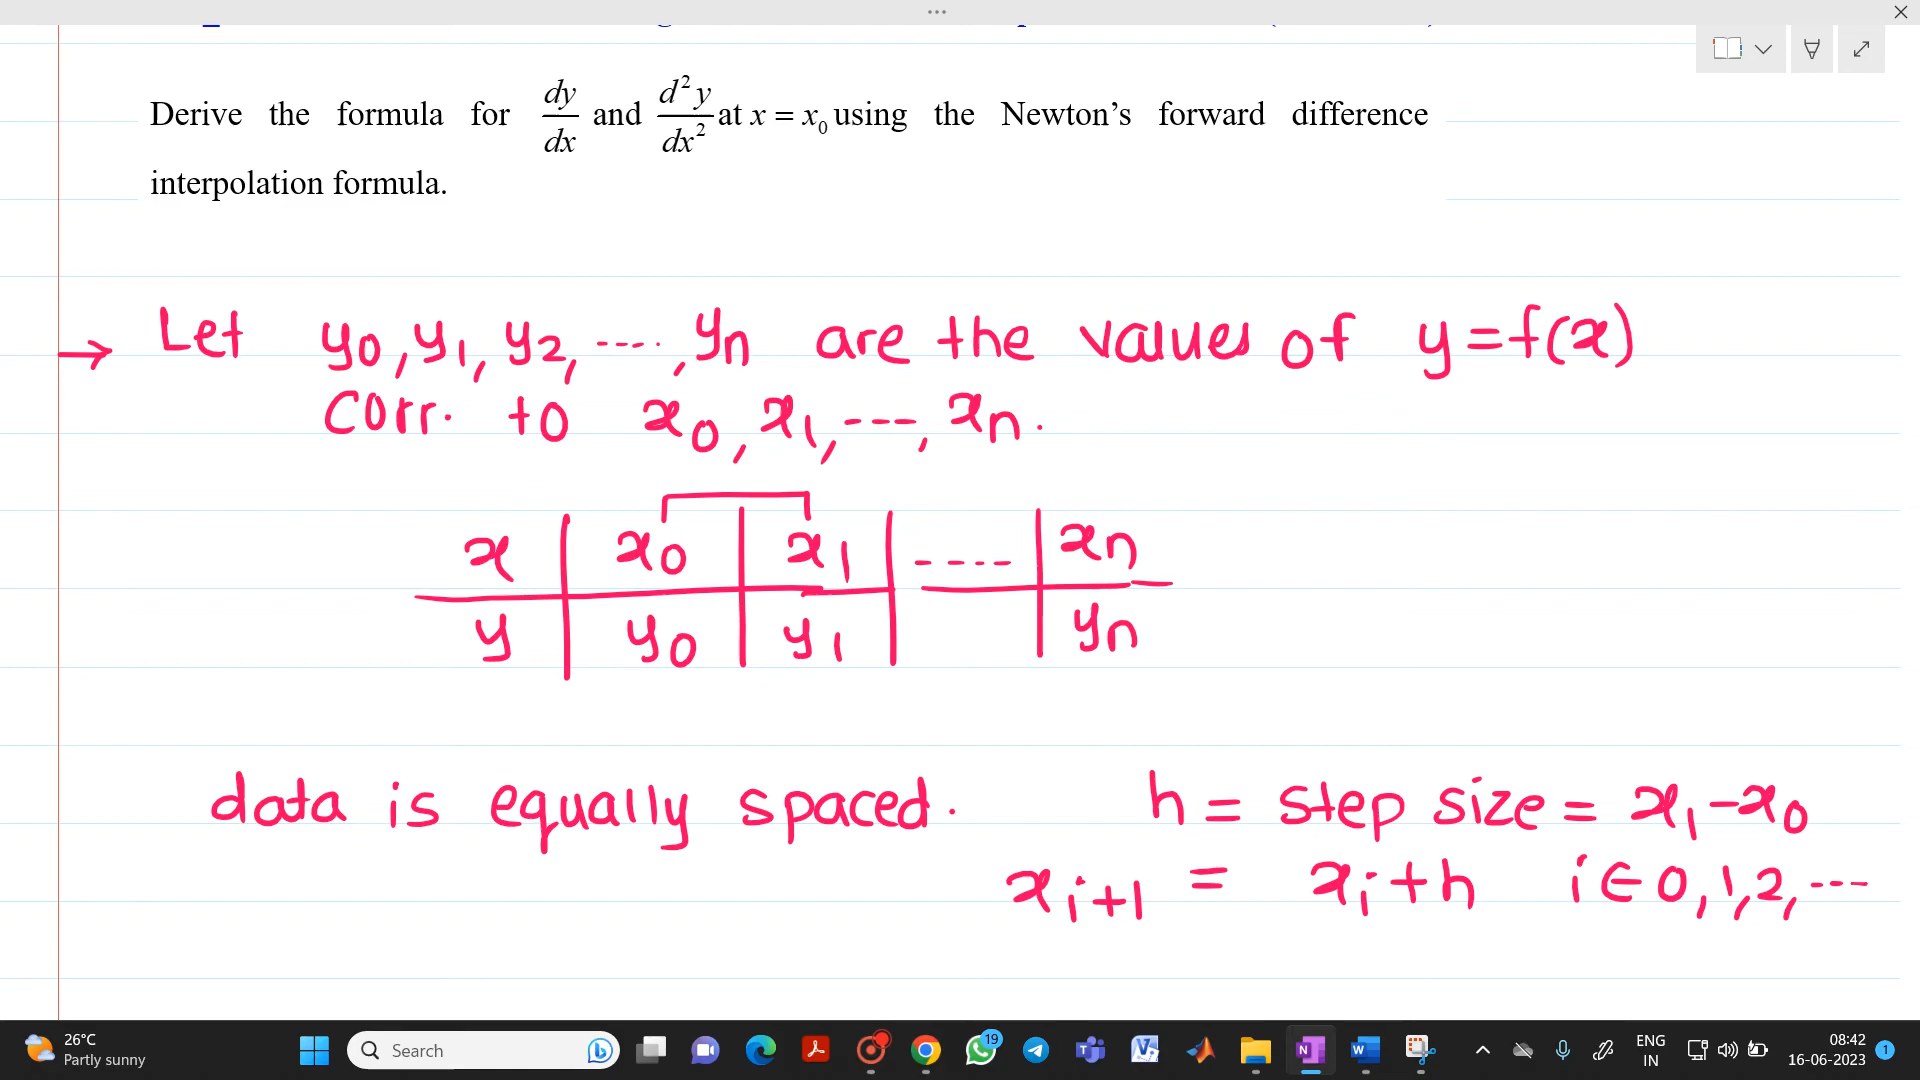 Derive the formula for dy/dx and d²y/dx² at x = x₀ using the Newton's forward difference
interpolation formula.
→ Let y₀, y₁, y₂, ....., yₙ are the values of y = f(x)
Corr. to x₀, x₁, ---, xₙ.
x | x₀ | x₁ | ..... | xₙ
y | y₀ | y₁ | | yₙ
data is equally spaced. h = step size = x₁ - x₀
xᵢ₊₁ = xᵢ + h i ∈ 0, 1, 2, ---
26°C
Partly sunny
Search
19
ENG
IN
08:42
16-06-2023
1